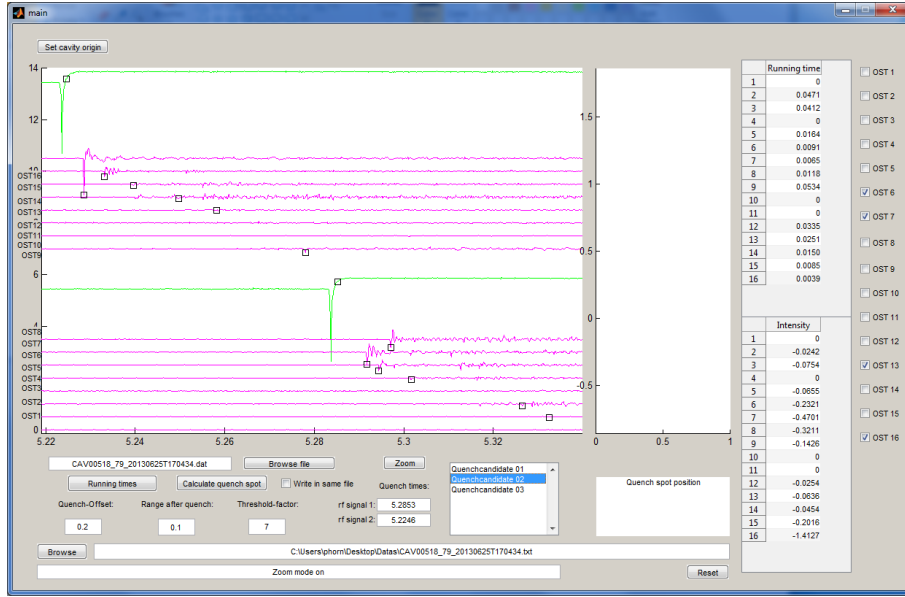 main
Set cavity origin
14
12
10
OST16
OST15
OST14
OST13
OST12
OST11
OST10
OST9
6
4
OST8
OST7
OST6
OST5
OST4
OST3
OST2
OST1
0
5.22 5.24 5.26 5.28 5.3 5.32
1.5
1
0.5
0
-0.5
0 0.5 1
Running time
1 0
2 0.0471
3 0.0412
4 0
5 0.0164
6 0.0091
7 0.0065
8 0.0118
9 0.0534
10 0
11 0
12 0.0335
13 0.0251
14 0.0150
15 0.0085
16 0.0039
Intensity
1 0
2 -0.0242
3 -0.0754
4 0
5 -0.0655
6 -0.2321
7 -0.4701
8 -0.3211
9 -0.1426
10 0
11 0
12 -0.0254
13 -0.0636
14 -0.0454
15 -0.2016
16 -1.4127
OST 1
OST 2
OST 3
OST 4
OST 5
OST 6
OST 7
OST 8
OST 9
OST 10
OST 11
OST 12
OST 13
OST 14
OST 15
OST 16
CAV00518_79_20130625T170434.dat Browse file Zoom
Running times Calculate quench spot Write in same file Quench times:
Quench-Offset: Range after quench: Threshold-factor: rf signal 1: 5.2853
0.2 0.1 7 rf signal 2: 5.2246
Quenchcandidate 01
Quenchcandidate 02
Quenchcandidate 03
Quench spot position
Browse C:\Users\phorn\Desktop\Datas\CAV00518_79_20130625T170434.txt
Zoom mode on Reset